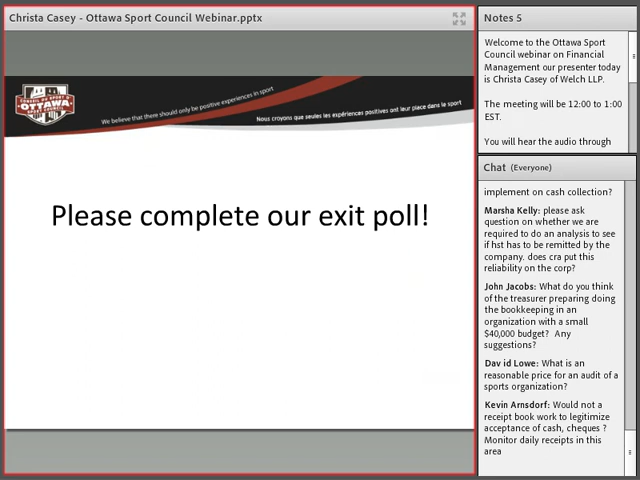 Christa Casey - Ottawa Sport Council Webinar.pptx
OTTAWA
We believe that there should only be positive experiences in sport
Nous croyons que seules les expériences positives ont leur place dans le sport
Please complete our exit poll!
Notes 5
Welcome to the Ottawa Sport
Council webinar on Financial
Management our presenter today
is Christa Casey of Welch LLP.
The meeting will be 12:00 to 1:00
EST.
You will hear the audio through
Chat (Everyone)
implement on cash collection?
Marsha Kelly: please ask
question on whether we are
required to do an analysis to see
if hst has to be remitted by the
company. does cra put this
reliability on the corp?
John Jacobs: What do you think
of the treasurer preparing doing
the bookkeeping in an
organization with a small
$40,000 budget? Any
suggestions?
Dav id Lowe: What is an
reasonable price for an audit of a
sports organization?
Kevin Arnsdorf: Would not a
receipt book work to legitimize
acceptance of cash, cheques ?
Monitor daily receipts in this
area